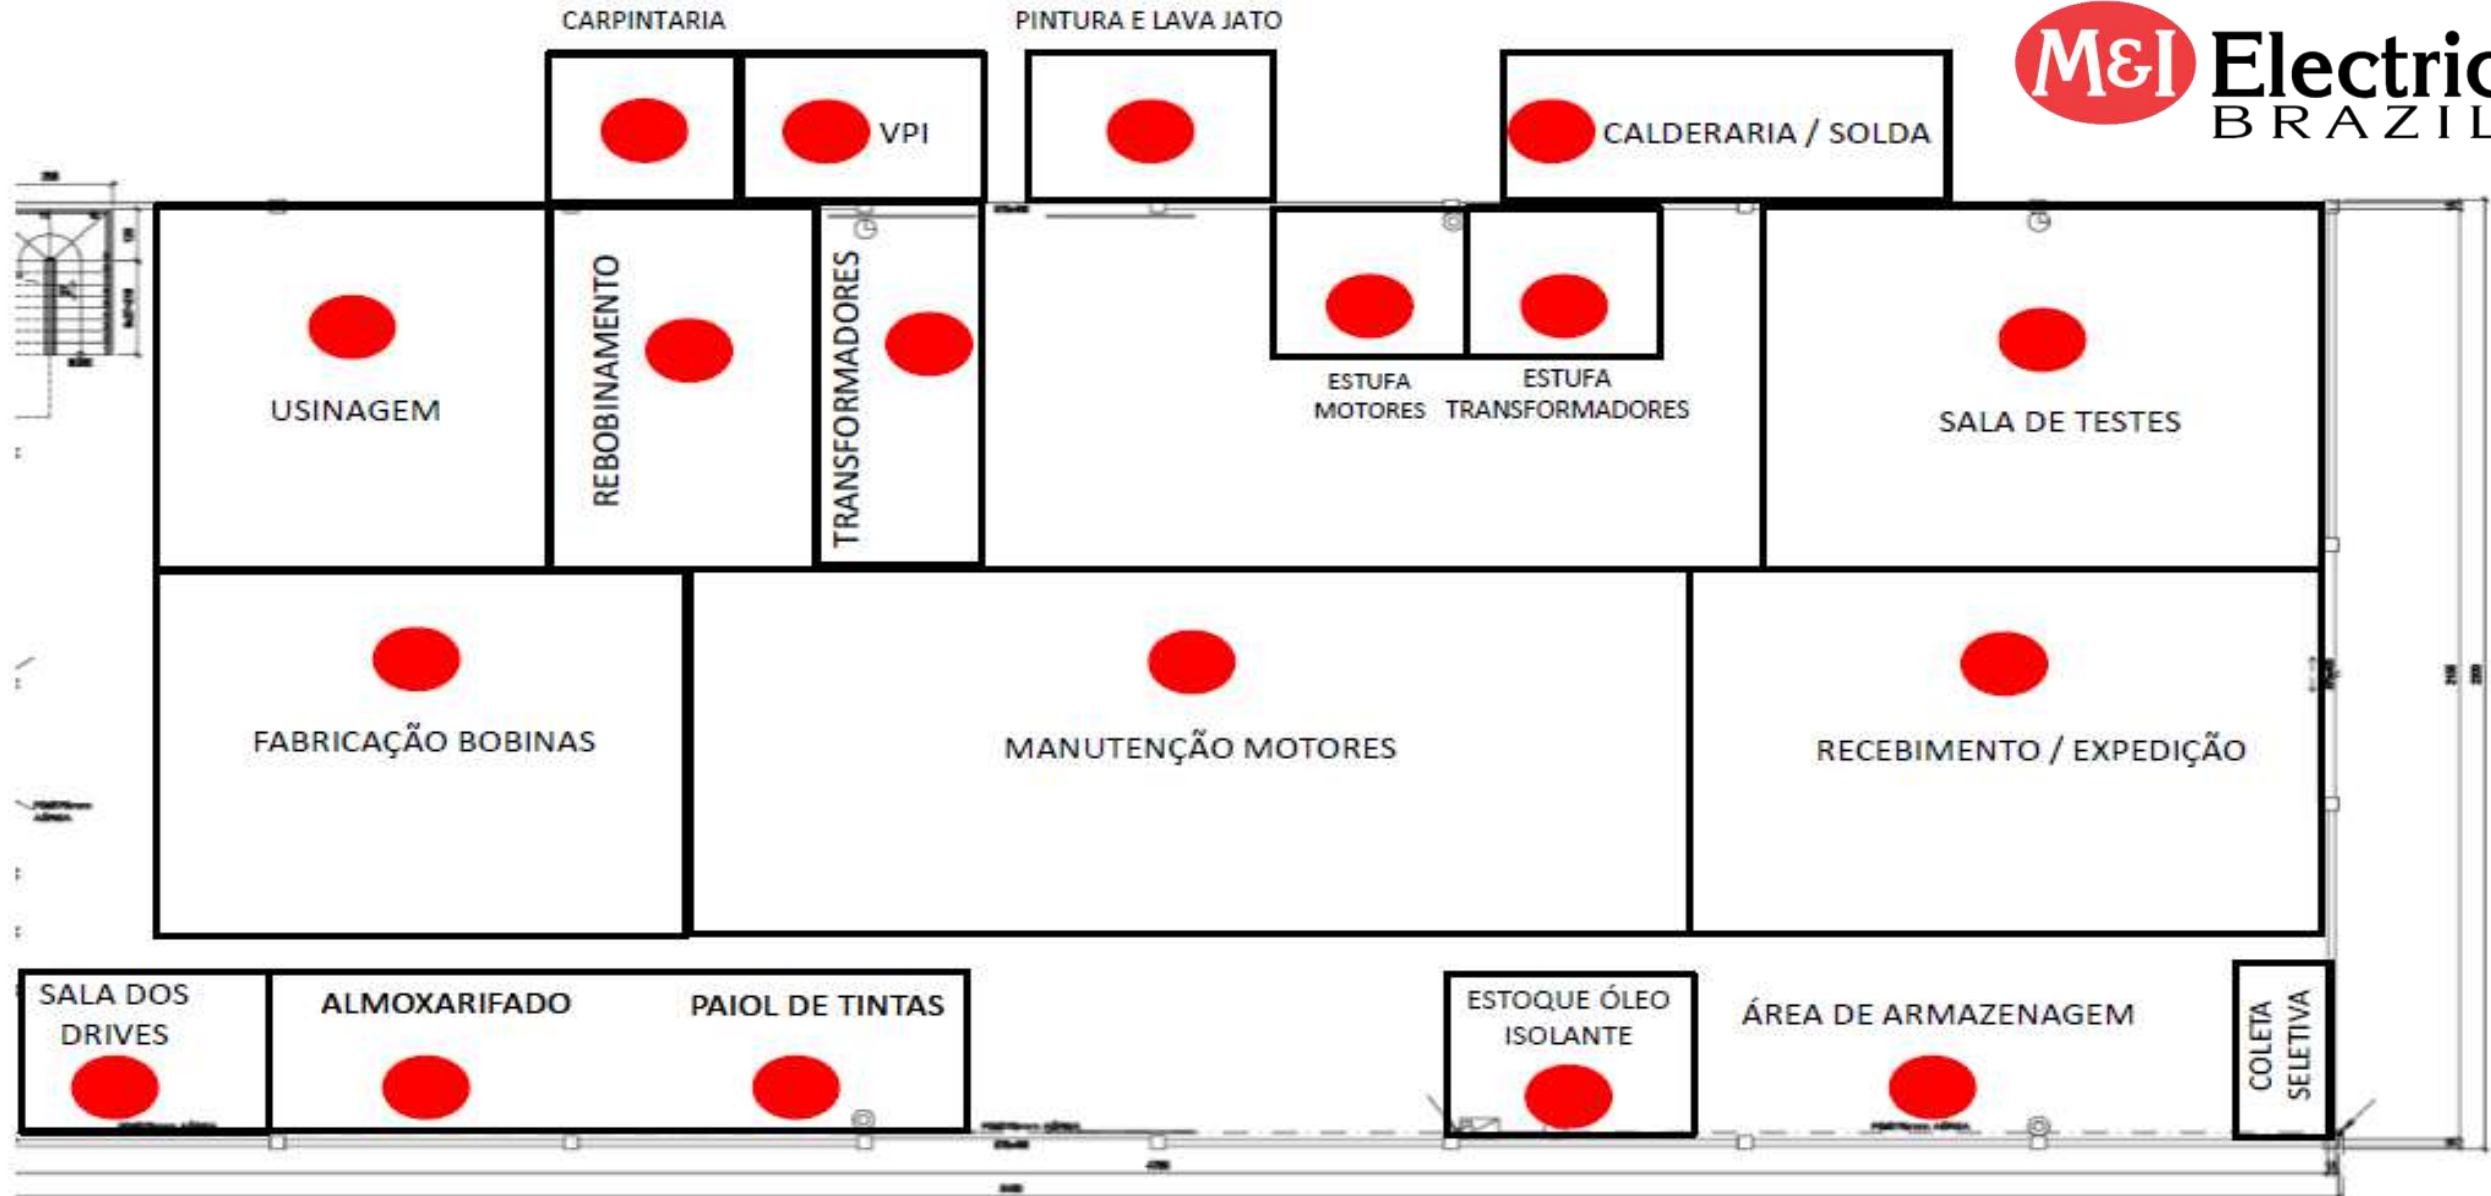 CARPINTARIA
PINTURA E LAVA JATO
M&I Electric
BRAZIL
VPI
CALDERARIA / SOLDA
USINAGEM
REBOBINAMENTO
TRANSFORMADORES
ESTUFA
MOTORES
ESTUFA
TRANSFORMADORES
SALA DE TESTES
FABRICAÇÃO BOBINAS
MANUTENÇÃO MOTORES
RECEBIMENTO / EXPEDIÇÃO
SALA DOS
DRIVES
ALMOXARIFADO
PAIOL DE TINTAS
ESTOQUE ÓLEO
ISOLANTE
ÁREA DE ARMAZENAGEM
COLETA
SELETIVA